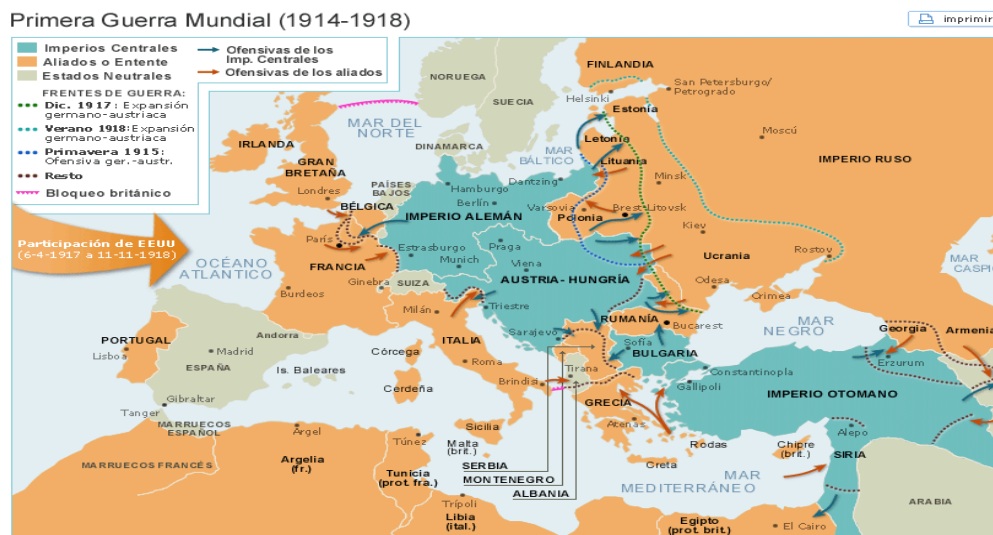 Primera Guerra Mundial (1914-1918)
imprimir
Imperios Centrales
Aliados o Entente
Estados Neutrales
Ofensivas de los
Imp. Centrales
Ofensivas de los aliados
FRENTES DE GUERRA:
Dic. 1917: Expansión
germano-austriaca
Verano 1918: Expansión
germano-austriaca
Primavera 1915:
Ofensiva ger.-austr.
Resto
Bloqueo británico
Participación de EEUU
(6-4-1917 a 11-11-1918)
NORUEGA
SUECIA
FINLANDIA
Helsinki
San Petersburgo/
Petrogrado
Estonía
MAR DEL
NORTE
Letonía
Moscú
IRLANDA
GRAN
BRETAÑA
DINAMARCA
MAR
BÁLTICO
Lituania
IMPERIO RUSO
Londres
PAÍSES
BAJOS
Hamburgo
Dantzing
Minsk
BÉLGICA
Berlín
Varsovia
Brest-Litovsk
IMPERIO ALEMÁN
Polonia
París
Estrasburgo
Praga
Kiev
OCÉANO
ATLÁNTICO
FRANCIA
Munich
Viena
Ucrania
Rostov
MAR
CASPIO
Burdeos
Ginebra
SUIZA
AUSTRIA-HUNGRÍA
Odesa
Crimea
Milán
Triestre
RUMANÍA
Bucarest
MAR
NEGRO
Georgia
Armenia
PORTUGAL
Lisboa
Madrid
Andorra
ESPAÑA
Córcega
ITALIA
Sarajevo
Sofía
BULGARIA
Erzurum
Is. Baleares
Roma
Tirana
Constantinopla
Cerdeña
Brindisi
Gallípoli
IMPERIO OTOMANO
Gibraltar
Tanger
GRECIA
Atenas
MARRUECOS
ESPAÑOL
Argel
Túnez
Sicilia
Malta
(brit.)
Rodas
Chipre
(brit.)
Alepo
SIRIA
MARRUECOS FRANCÉS
Argelia
(fr.)
Tunicia
(prot. fra.)
SERBIA
MONTENEGRO
ALBANIA
Creta
MAR
MEDITERRÁNEO
Trípoli
Libia
(ital.)
Egipto
(prot. brit.)
El Cairo
ARABIA